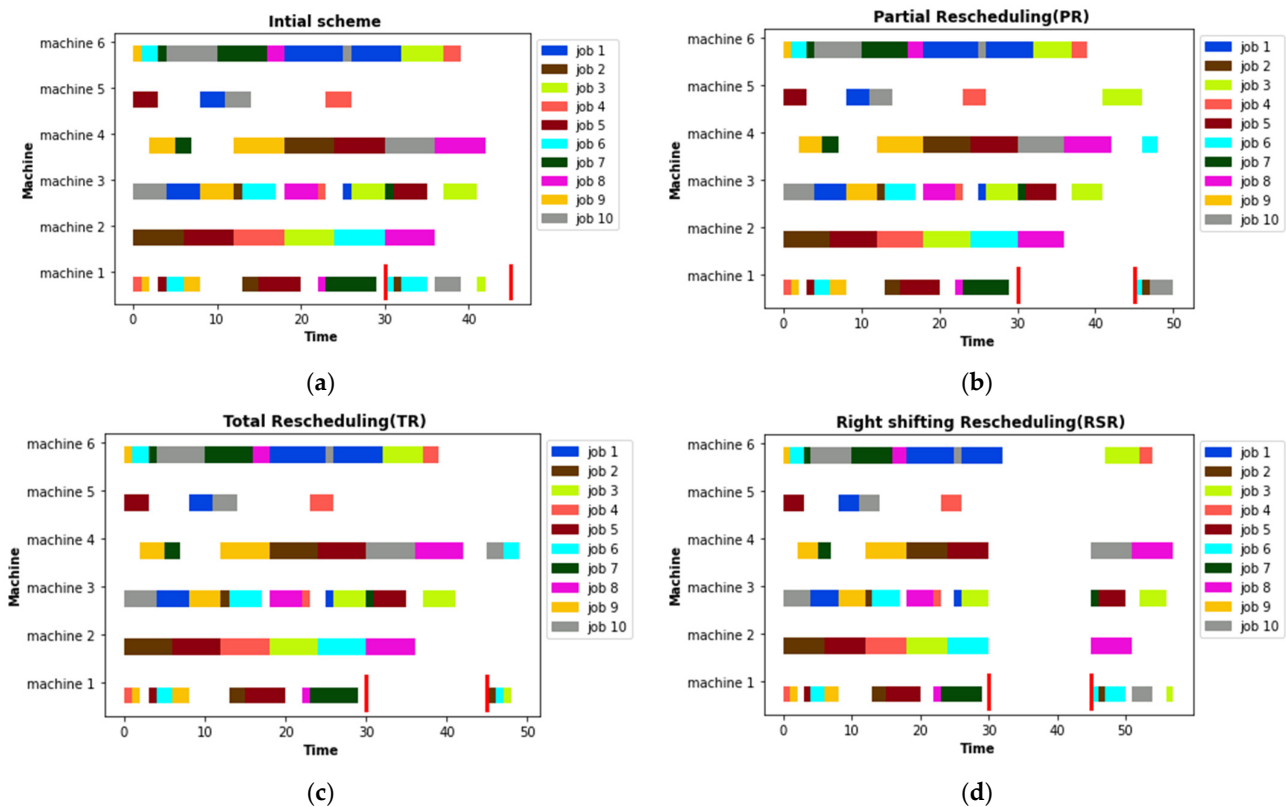 Intial scheme
machine 6
machine 5
machine 4
machine 3
machine 2
machine 1
Machine
0 10 20 30 40
Time
job 1
job 2
job 3
job 4
job 5
job 6
job 7
job 8
job 9
job 10
(a)
Partial Rescheduling(PR)
machine 6
machine 5
machine 4
machine 3
machine 2
machine 1
Machine
0 10 20 30 40 50
Time
job 1
job 2
job 3
job 4
job 5
job 6
job 7
job 8
job 9
job 10
(b)
Total Rescheduling(TR)
machine 6
machine 5
machine 4
machine 3
machine 2
machine 1
Machine
0 10 20 30 40 50
Time
job 1
job 2
job 3
job 4
job 5
job 6
job 7
job 8
job 9
job 10
(c)
Right shifting Rescheduling(RSR)
machine 6
machine 5
machine 4
machine 3
machine 2
machine 1
Machine
0 10 20 30 40 50
Time
job 1
job 2
job 3
job 4
job 5
job 6
job 7
job 8
job 9
job 10
(d)